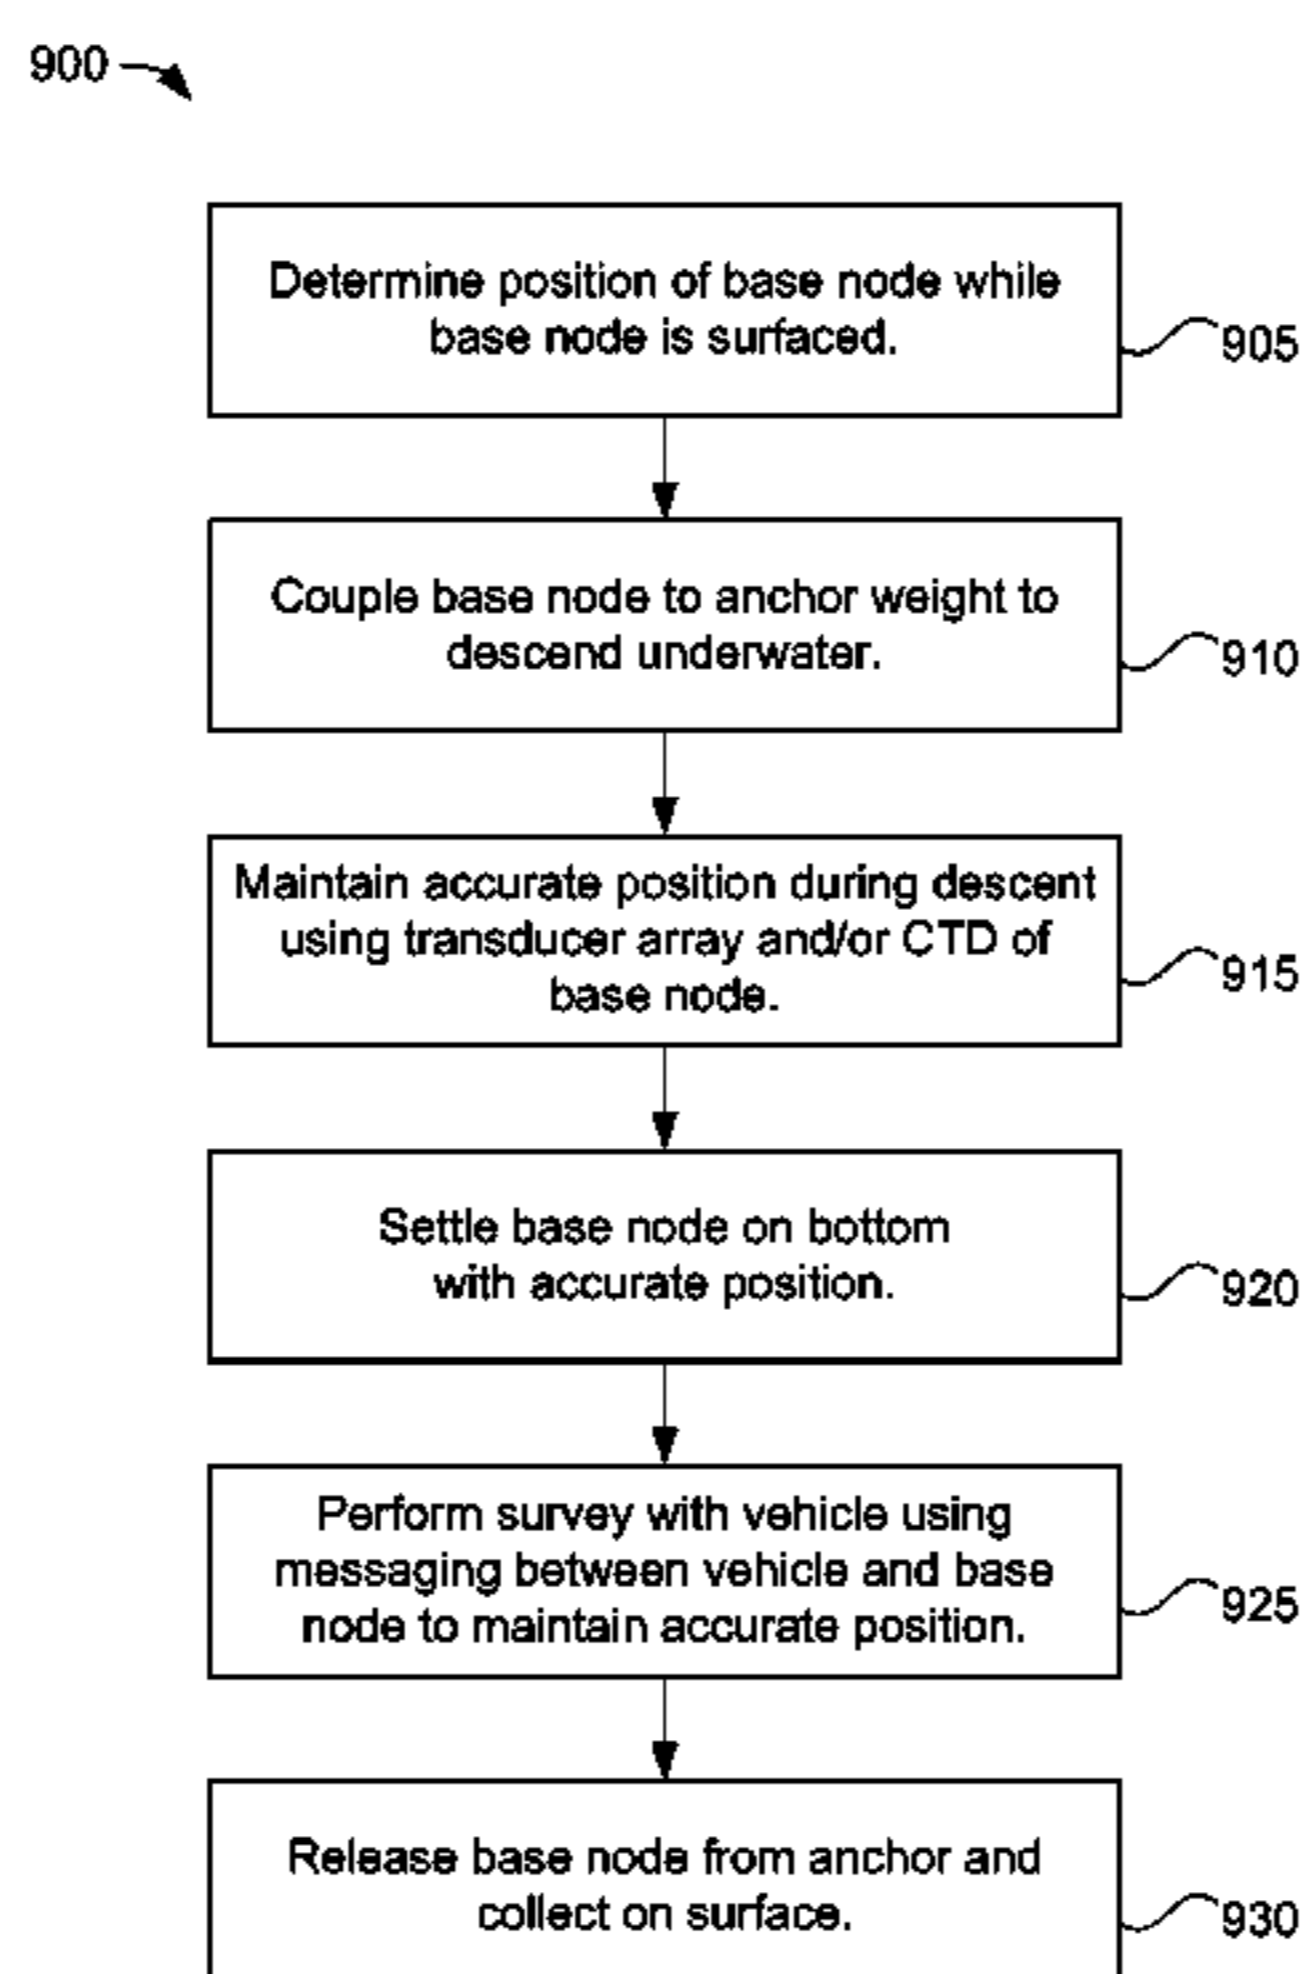 900
Determine position of base node while
base node is surfaced.
905
Couple base node to anchor weight to
descend underwater.
910
Maintain accurate position during descent
using transducer array and/or CTD of
base node.
915
Settle base node on bottom
with accurate position.
920
Perform survey with vehicle using
messaging between vehicle and base
node to maintain accurate position.
925
Release base node from anchor and
collect on surface.
930